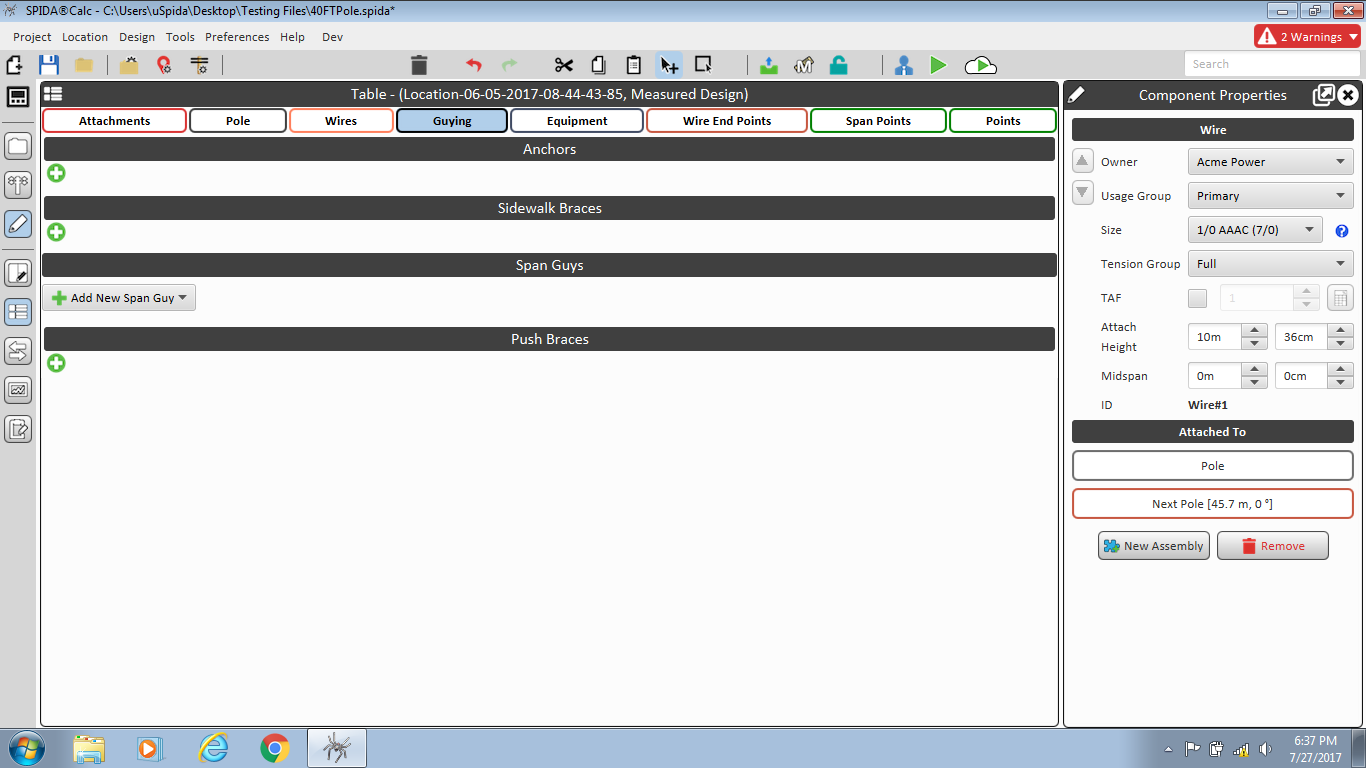 SPIDA®Calc - C:\Users\uSpida\Desktop\Testing Files\40FTPole.spida*
Project Location Design Tools Preferences Help Dev
2 Warnings
Search
Table - (Location-06-05-2017-08-44-43-85, Measured Design)
Attachments Pole Wires Guying Equipment Wire End Points Span Points Points
Anchors
Sidewalk Braces
Span Guys
Add New Span Guy
Push Braces
Component Properties
Wire
Owner Acme Power
Usage Group Primary
Size 1/0 AAAC (7/0) ?
Tension Group Full
TAF 1
Attach
Height 10m 36cm
Midspan 0m 0cm
ID Wire#1
Attached To
Pole
Next Pole [45.7 m, 0 °]
New Assembly Remove
6:37 PM
7/27/2017